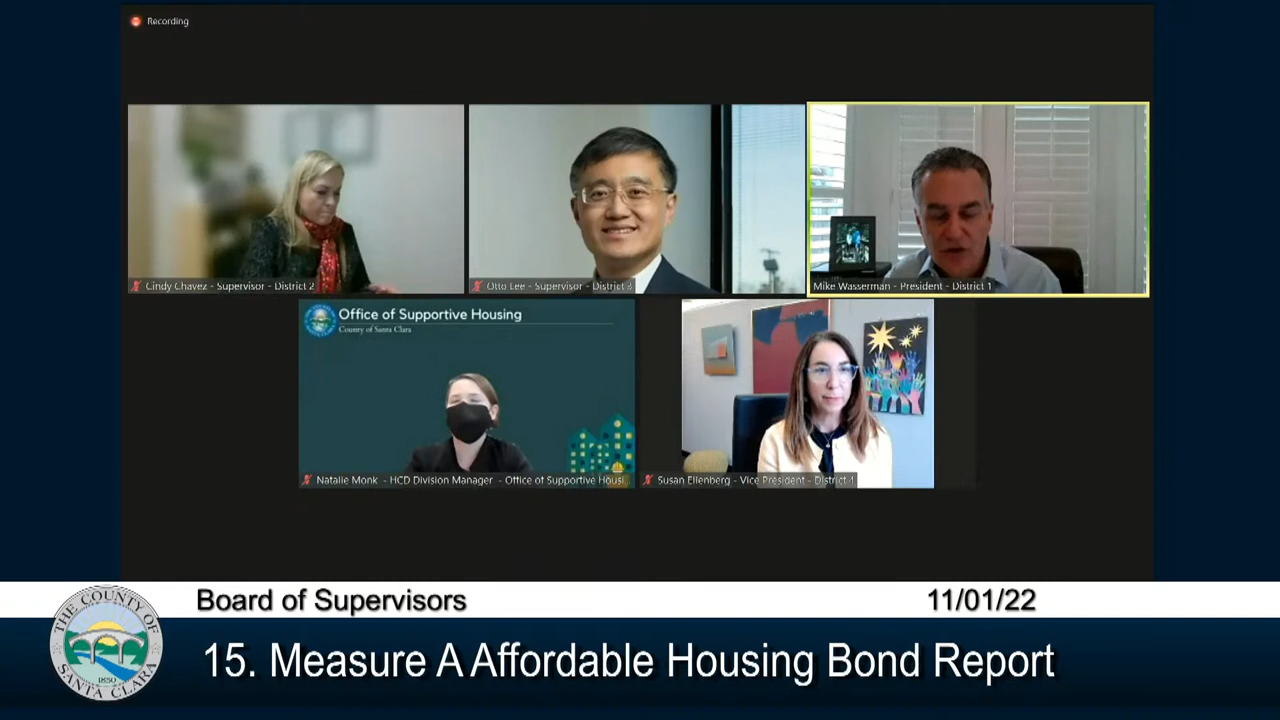 Recording
Cindy Chavez - Supervisor - District 2
Otto Lee - Supervisor - District 3
Mike Wasserman - President - District 1
Office of Supportive Housing
County of Santa Clara
Natalie Monk - HCD Division Manager - Office of Supportive Housi...
Susan Ellenberg - Vice President - District 4
Board of Supervisors
11/01/22
THE COUNTY OF
SANTA CLARA
1850
15. Measure A Affordable Housing Bond Report